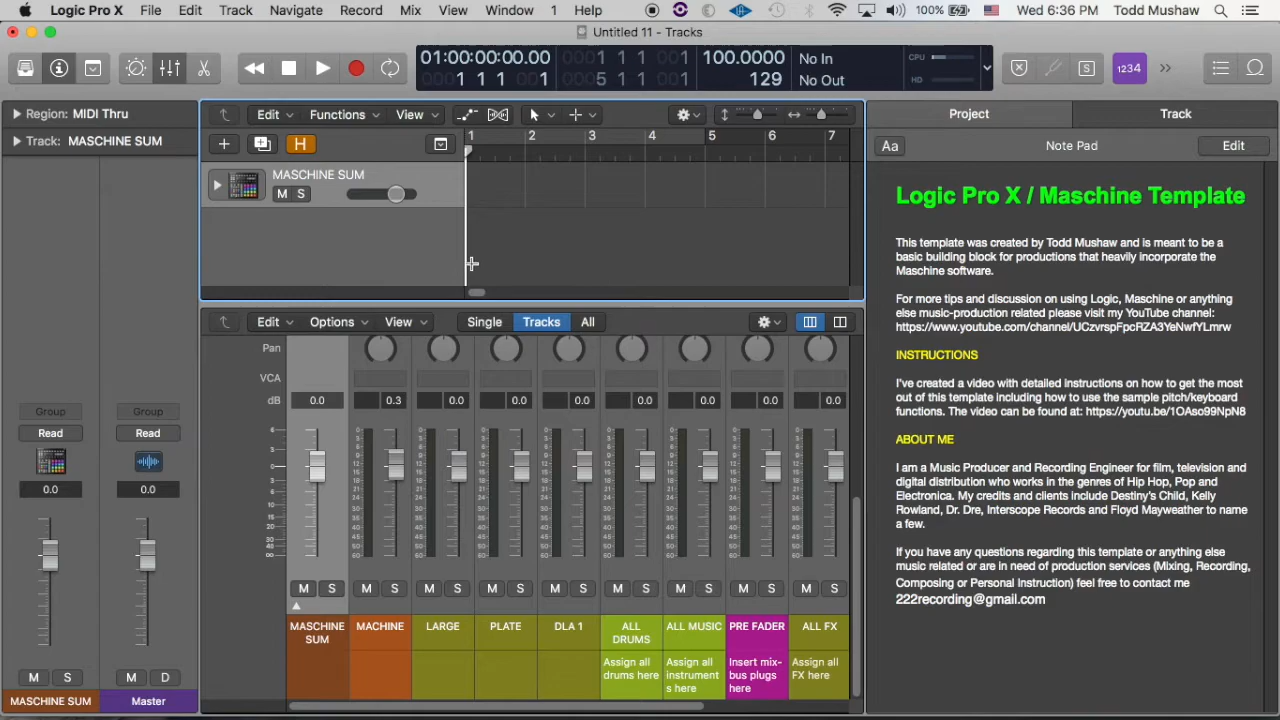 Logic Pro X File Edit Track Navigate Record Mix View Window 1 Help 100% Wed 6:36 PM Todd Mushaw
Untitled 11 - Tracks
01:00:00:00.00 0001 1 1 001 100.0000 No In CPU
1 1 1 001 0005 1 1 001 129 No Out HD
1234
Region: MIDI Thru
Track: MASCHINE SUM
Edit Functions View
H
1 2 3 4 5 6 7
MASCHINE SUM
M S
Edit Options View Single Tracks All
Pan
VCA
dB 0.0 0.3 0.0 0.0 0.0 0.0 0.0 0.0 0.0
Group Group
Read Read
0.0 0.0
M S M S M S M S M S M S M S M S M S
MASCHINE SUM
MACHINE
LARGE
PLATE
DLA 1
ALL DRUMS
ALL MUSIC
PRE FADER
ALL FX
Assign all drums here
Assign all instrument s here
Insert mix-bus plugs here
Assign all FX here
M S M D
MASCHINE SUM Master
Project Track
Aa Note Pad Edit
Logic Pro X / Maschine Template
This template was created by Todd Mushaw and is meant to be a
basic building block for productions that heavily incorporate the
Maschine software.
For more tips and discussion on using Logic, Maschine or anything
else music-production related please visit my YouTube channel:
https://www.youtube.com/channel/UCzvrspFpcRZA3YeNwfYLmrw
INSTRUCTIONS
I've created a video with detailed instructions on how to get the most
out of this template including how to use the sample pitch/keyboard
functions. The video can be found at: https://youtu.be/1OAso99NpN8
ABOUT ME
I am a Music Producer and Recording Engineer for film, television and
digital distribution who works in the genres of Hip Hop, Pop and
Electronica. My credits and clients include Destiny's Child, Kelly
Rowland, Dr. Dre, Interscope Records and Floyd Mayweather to name
a few.
If you have any questions regarding this template or anything else
music related or are in need of production services (Mixing, Recording,
Composing or Personal Instruction) feel free to contact me
222recording@gmail.com